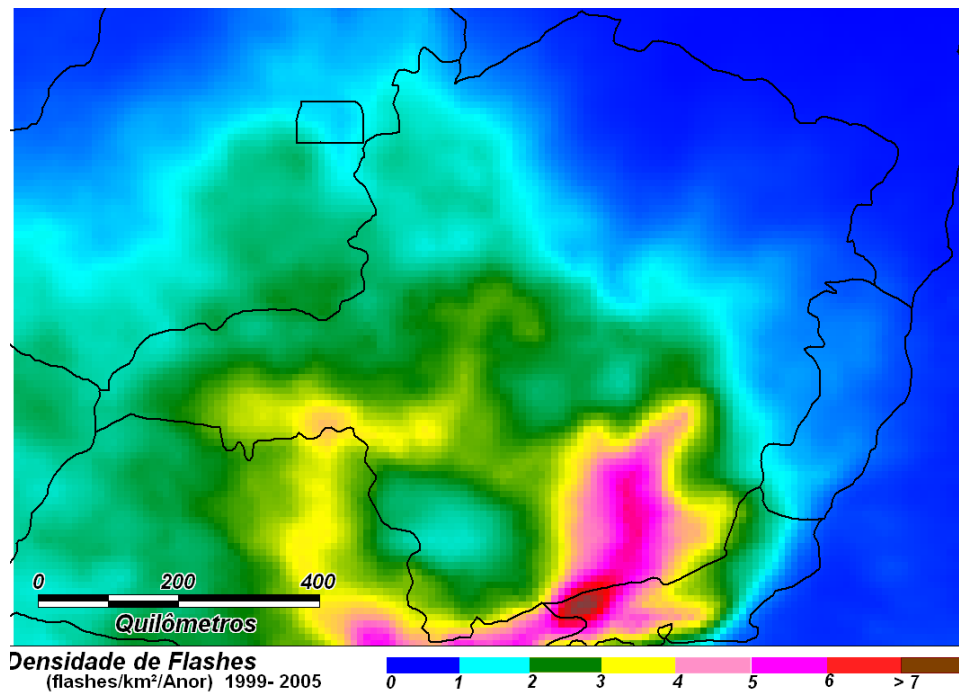 0 200 400
Quilômetros
Densidade de Flashes
(flashes/km²/Anor) 1999- 2005
0 1 2 3 4 5 6 > 7